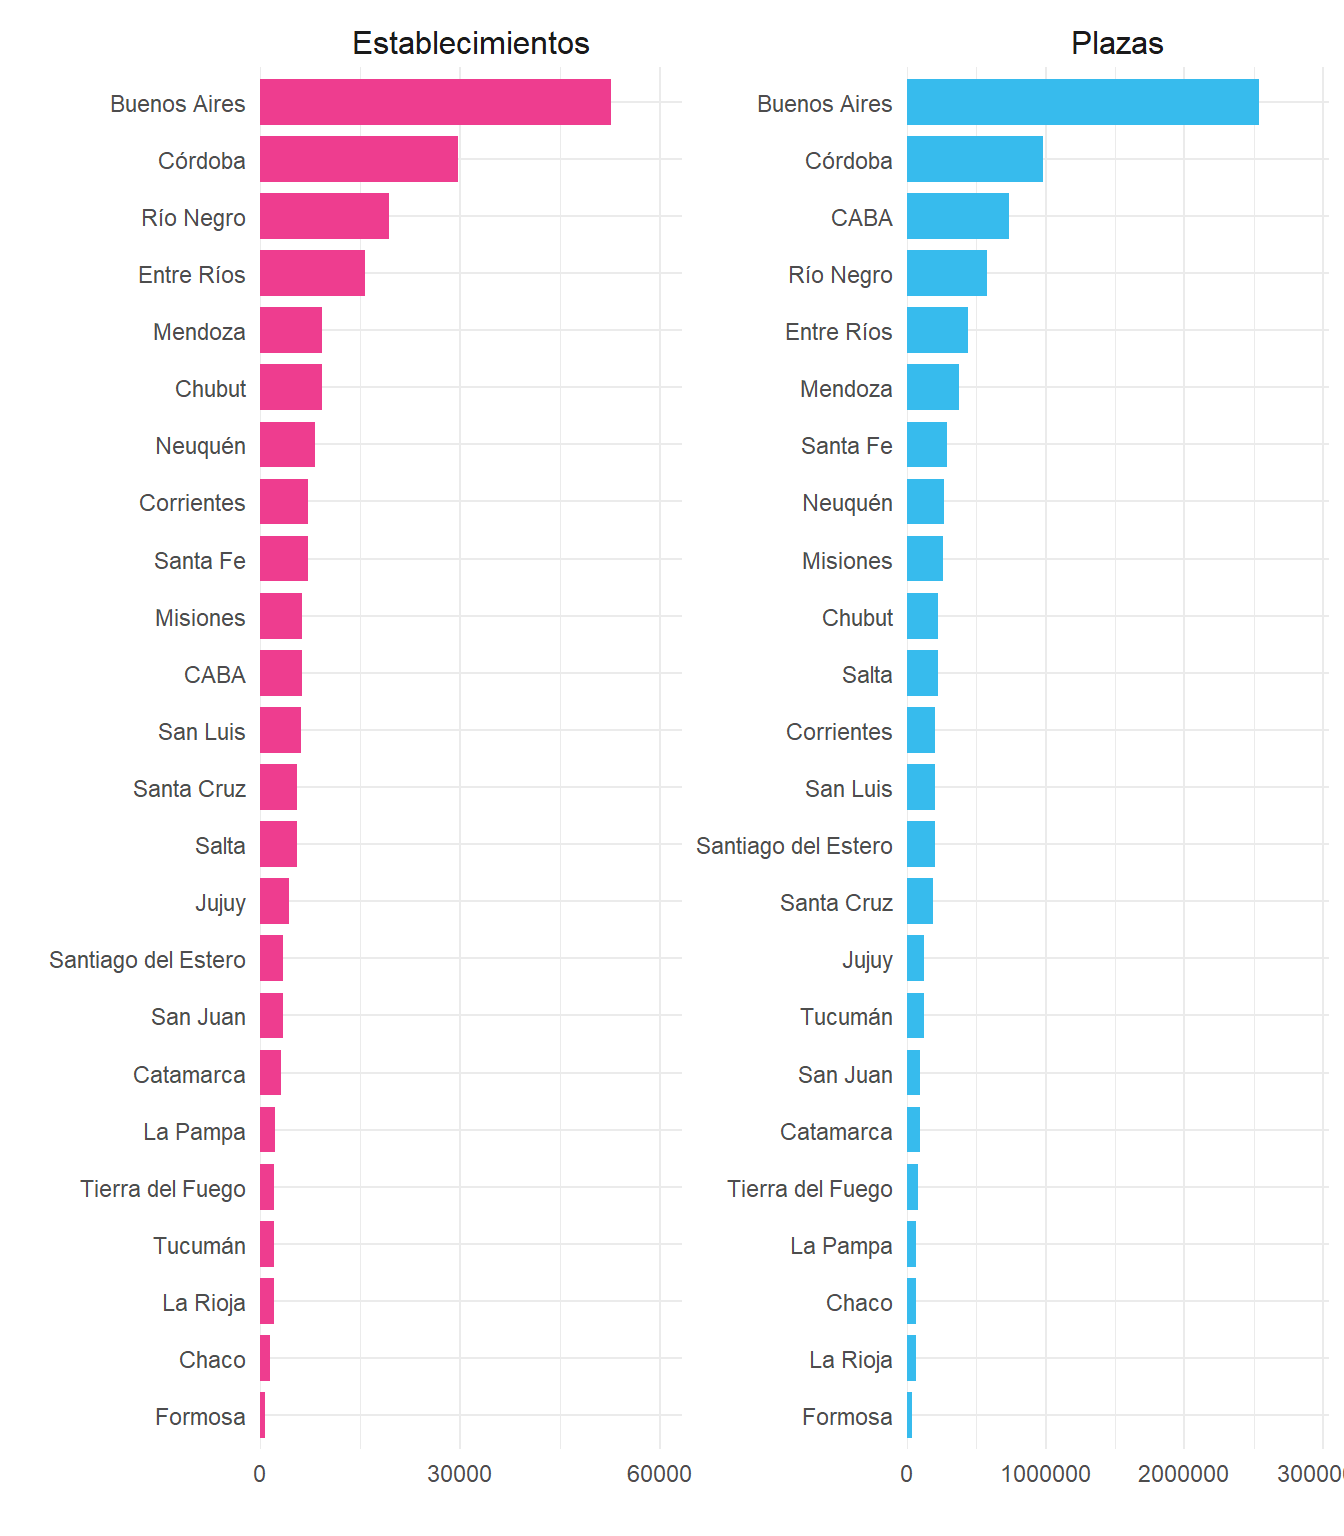 Establecimientos
Buenos Aires
Córdoba
Río Negro
Entre Ríos
Mendoza
Chubut
Neuquén
Corrientes
Santa Fe
Misiones
CABA
San Luis
Santa Cruz
Salta
Jujuy
Santiago del Estero
San Juan
Catamarca
La Pampa
Tierra del Fuego
Tucumán
La Rioja
Chaco
Formosa
0 30000 60000
Plazas
Buenos Aires
Córdoba
CABA
Río Negro
Entre Ríos
Mendoza
Santa Fe
Neuquén
Misiones
Chubut
Salta
Corrientes
San Luis
Santiago del Estero
Santa Cruz
Jujuy
Tucumán
San Juan
Catamarca
Tierra del Fuego
La Pampa
Chaco
La Rioja
Formosa
0 1000000 2000000